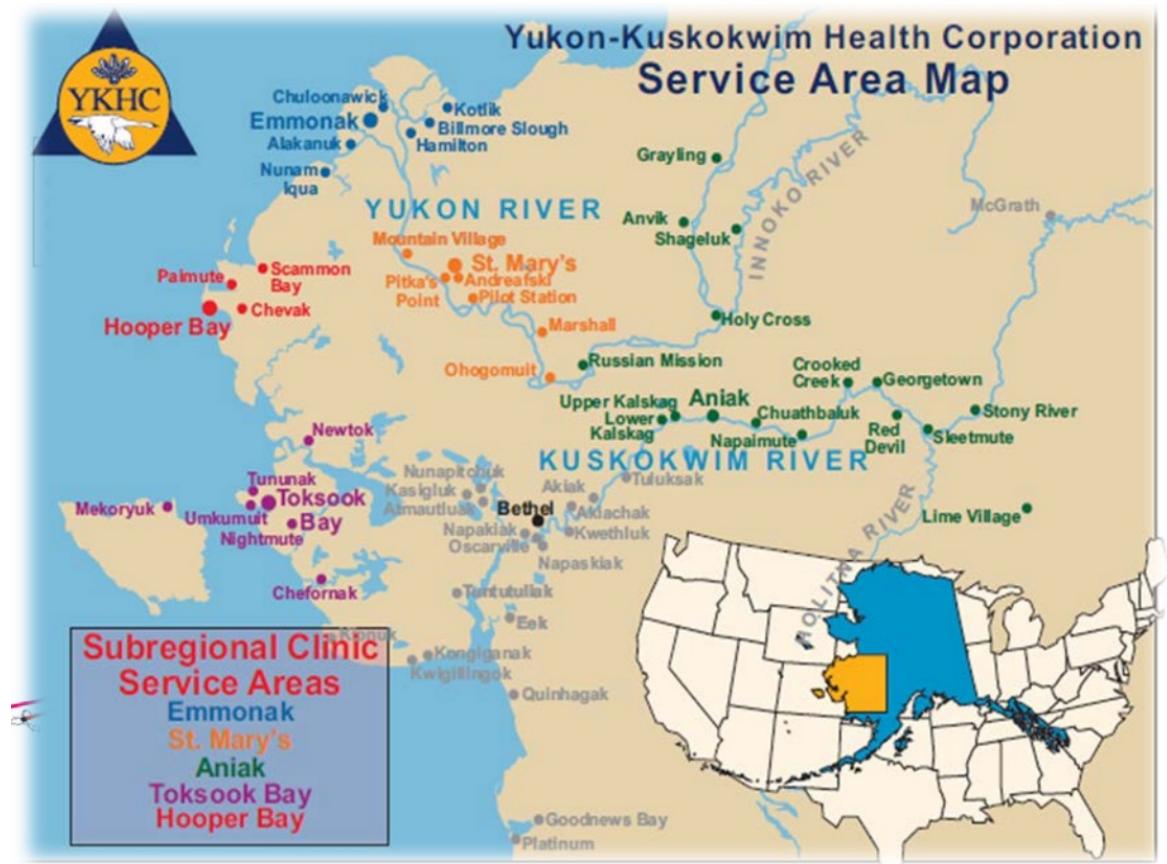 Yukon-Kuskokwim Health Corporation
Service Area Map
YKHC
Chuloonawick
Kotlik
Emmonak
Billmore Slough
Hamilton
Alakanuk
Nunam
Iqua
Grayling
INNOKO RIVER
McGrath
YUKON RIVER
Anvik
Shageluk
Mountain Village
St. Mary's
Scammon
Bay
Paimute
Pitka's
Point
Andreafski
Pilot Station
Chevak
Hooper Bay
Marshall
Holy Cross
Russian Mission
Ohogomuit
Crooked
Creek
Georgetown
Upper Kalskag
Aniak
Lower
Kalskag
Chuathbaluk
Stony River
Napaimute
Red
Devil
Sleetmute
Newtok
KUSKOKWIM RIVER
Nunapitchuk
Kasigluk
Atmautluak
Tuluksak
Akiak
Tununak
Toksook
Bay
Mekoryuk
Umkumuit
Nightmute
Bethel
Akiachak
Kwethluk
Napakiak
Oscarville
Napaskiak
Lime Village
HOLITNA RIVER
Chefornak
Tuntutuliak
Eek
Kipnuk
Kongiganak
Kwigillingok
Quinhagak
Subregional Clinic
Service Areas
Emmonak
St. Mary's
Aniak
Toksook Bay
Hooper Bay
Goodnews Bay
Platinum